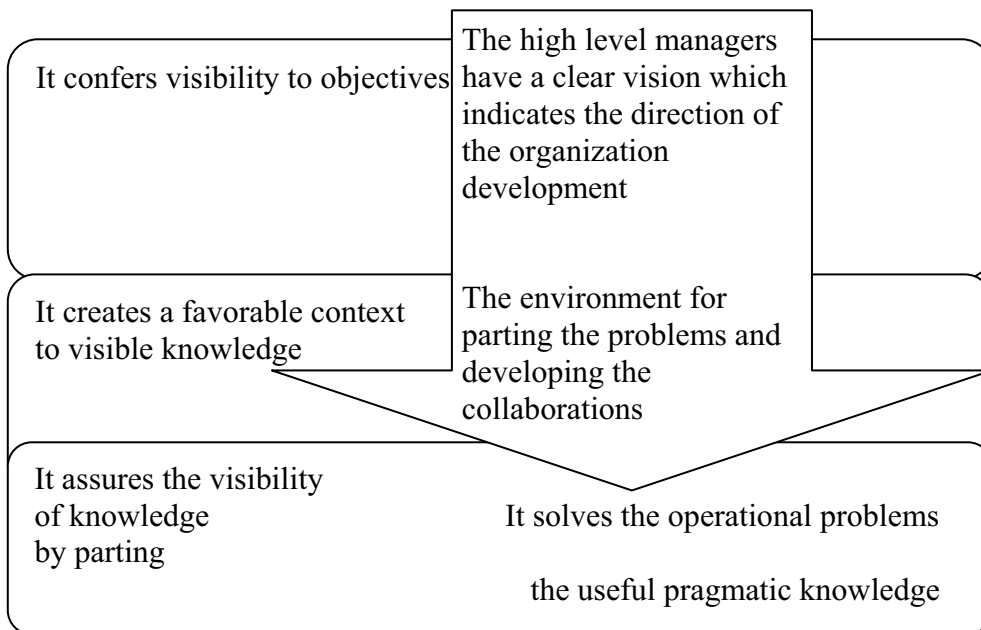 It confers visibility to objectives
The high level managers
have a clear vision which
indicates the direction of
the organization
development
It creates a favorable context
to visible knowledge
The environment for
parting the problems and
developing the
collaborations
It assures the visibility
of knowledge
by parting
It solves the operational problems
the useful pragmatic knowledge